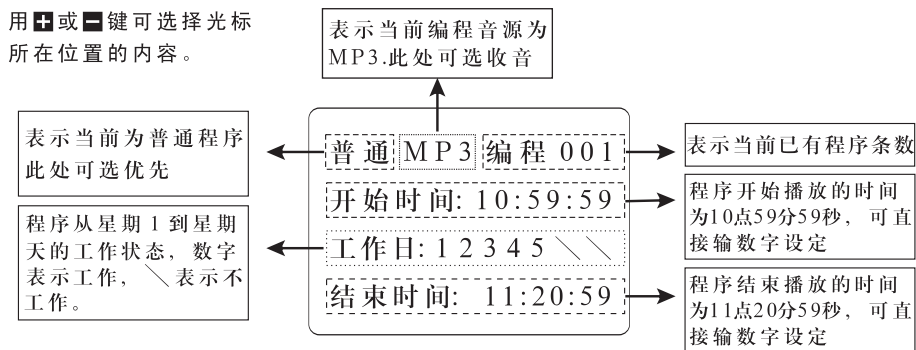 用+或-键可选择光标
所在位置的内容。
表示当前编程音源为
MP3.此处可选收音
表示当前为普通程序
此处可选优先
程序从星期1到星期
天的工作状态，数字
表示工作，＼表示不
工作。
普通 MP3 编程 001
开始时间: 10:59:59
工作日: 1 2 3 4 5 ＼＼
结束时间: 11:20:59
表示当前已有程序条数
程序开始播放的时间
为10点59分59秒，可直
接输数字设定
程序结束播放的时间
为11点20分59秒，可直
接输数字设定